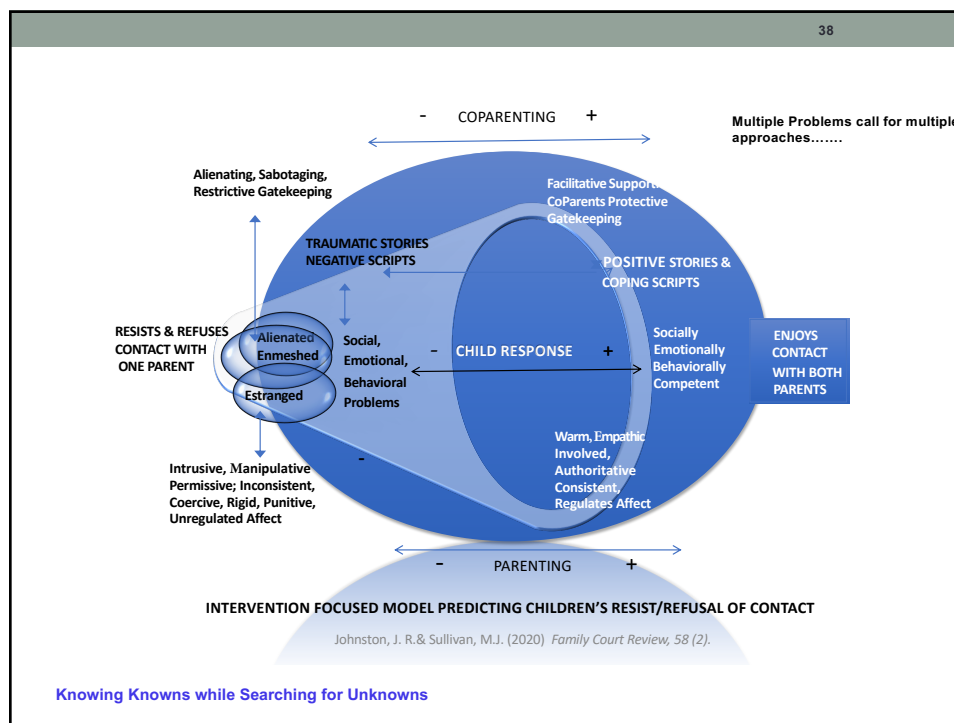 38
- COPARENTING +
Multiple Problems call for multiple
approaches…….
Alienating, Sabotaging,
Restrictive Gatekeeping
Facilitative Support
CoParents Protective
Gatekeeping
TRAUMATIC STORIES
NEGATIVE SCRIPTS
POSITIVE STORIES &
COPING SCRIPTS
RESISTS & REFUSES
CONTACT WITH
ONE PARENT
Alienated
Enmeshed
Estranged
Social,
Emotional,
Behavioral
Problems
- CHILD RESPONSE +
Socially
Emotionally
Behaviorally
Competent
ENJOYS
CONTACT
WITH BOTH
PARENTS
-
Intrusive, Manipulative
Permissive; Inconsistent,
Coercive, Rigid, Punitive,
Unregulated Affect
Warm, Empathic
Involved,
Authoritative
Consistent,
Regulates Affect
- PARENTING +
INTERVENTION FOCUSED MODEL PREDICTING CHILDREN’S RESIST/REFUSAL OF CONTACT
Johnston, J. R.& Sullivan, M.J. (2020) Family Court Review, 58 (2).
Knowing Knowns while Searching for Unknowns